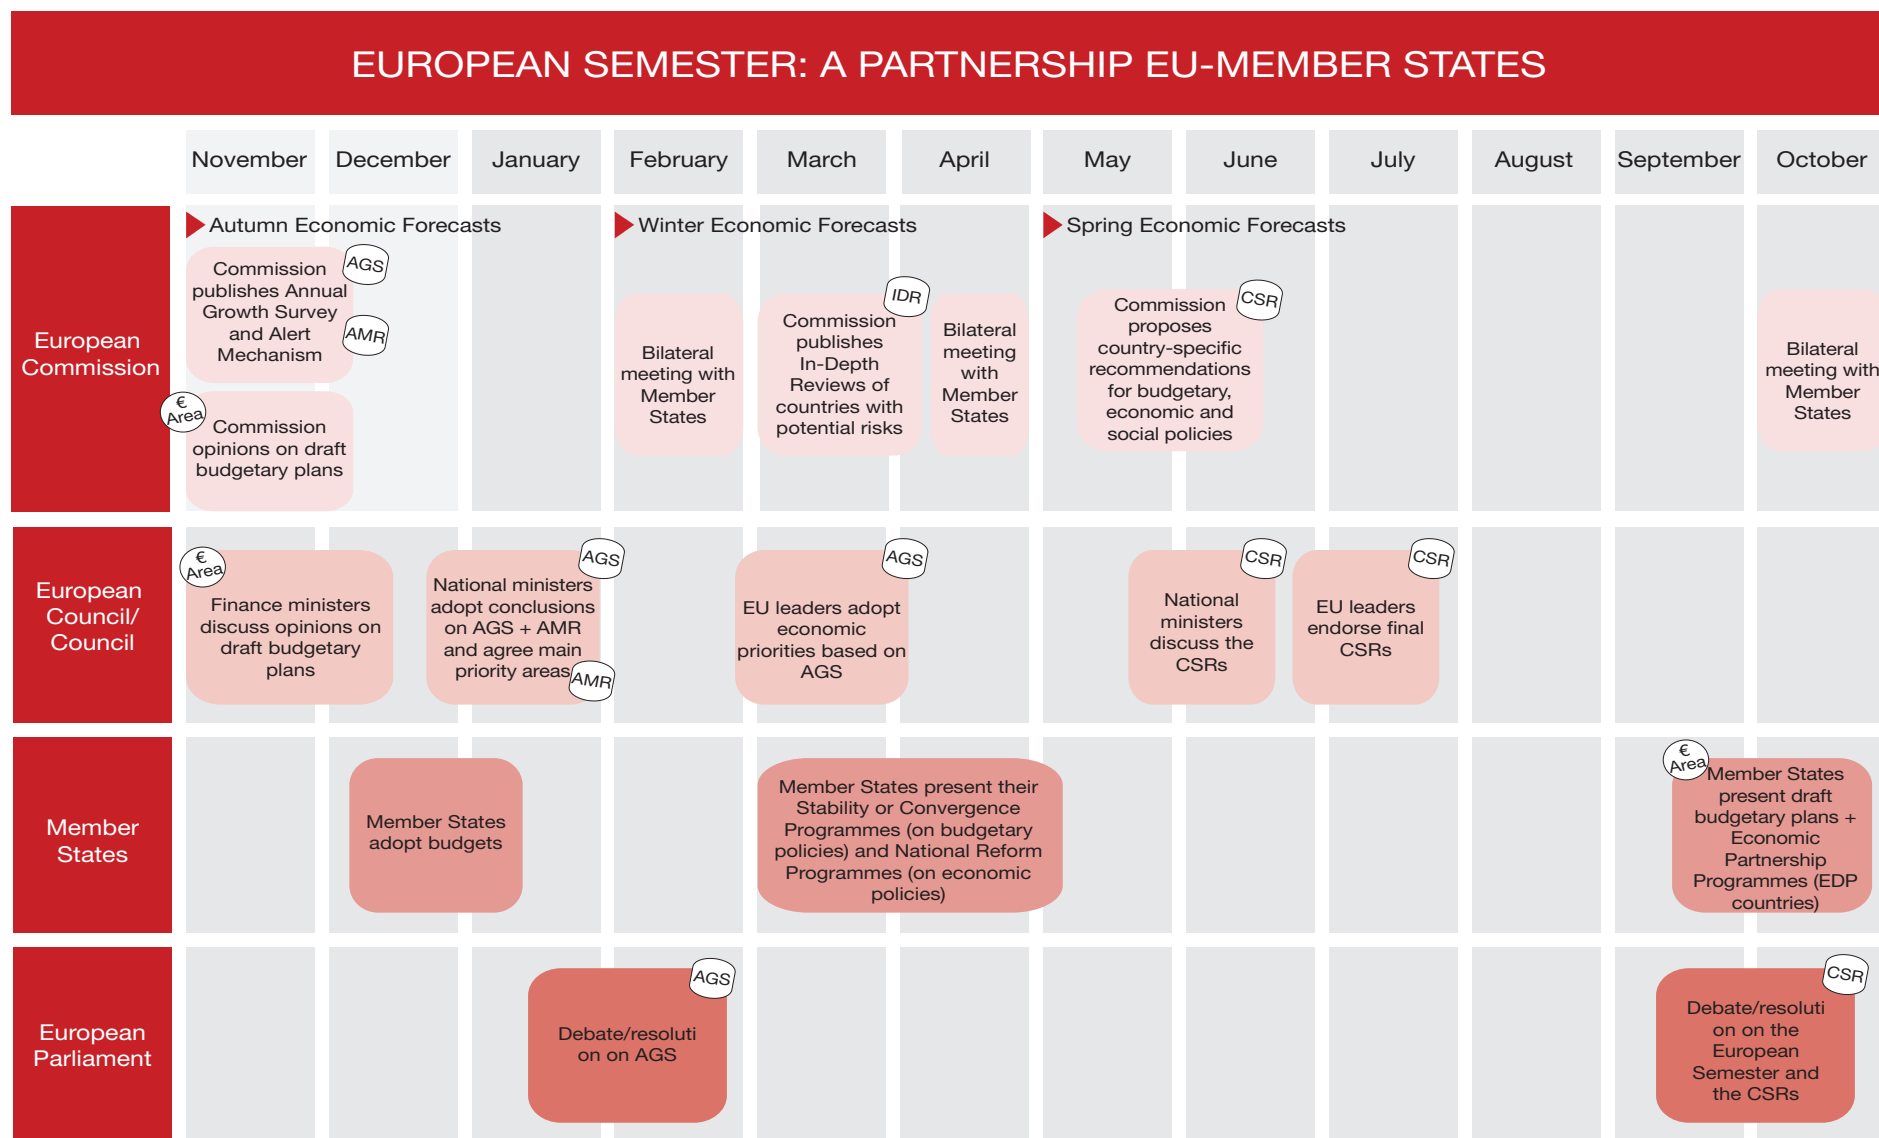 EUROPEAN SEMESTER: A PARTNERSHIP EU-MEMBER STATES
November
December
January
February
March
April
May
June
July
August
September
October
European
Commission
Autumn Economic Forecasts
Winter Economic Forecasts
Spring Economic Forecasts
Commission
publishes Annual
Growth Survey
and Alert
Mechanism
AGS
AMR
€
Area
Commission
opinions on draft
budgetary plans
Bilateral
meeting with
Member
States
Commission
publishes
In-Depth
Reviews of
countries with
potential risks
IDR
Bilateral
meeting
with
Member
States
Commission
proposes
country-specific
recommendations
for budgetary,
economic and
social policies
CSR
Bilateral
meeting with
Member
States
European
Council/
Council
€
Area
Finance ministers
discuss opinions on
draft budgetary
plans
National ministers
adopt conclusions
on AGS + AMR
and agree main
priority areas
AGS
AMR
EU leaders adopt
economic
priorities based on
AGS
AGS
National
ministers
discuss the
CSRs
CSR
EU leaders
endorse final
CSRs
CSR
Member
States
Member States
adopt budgets
Member States present their
Stability or Convergence
Programmes (on budgetary
policies) and National Reform
Programmes (on economic
policies)
€
Area
Member States
present draft
budgetary plans +
Economic
Partnership
Programmes (EDP
countries)
European
Parliament
Debate/resoluti
on on AGS
AGS
Debate/resoluti
on on the
European
Semester and
the CSRs
CSR